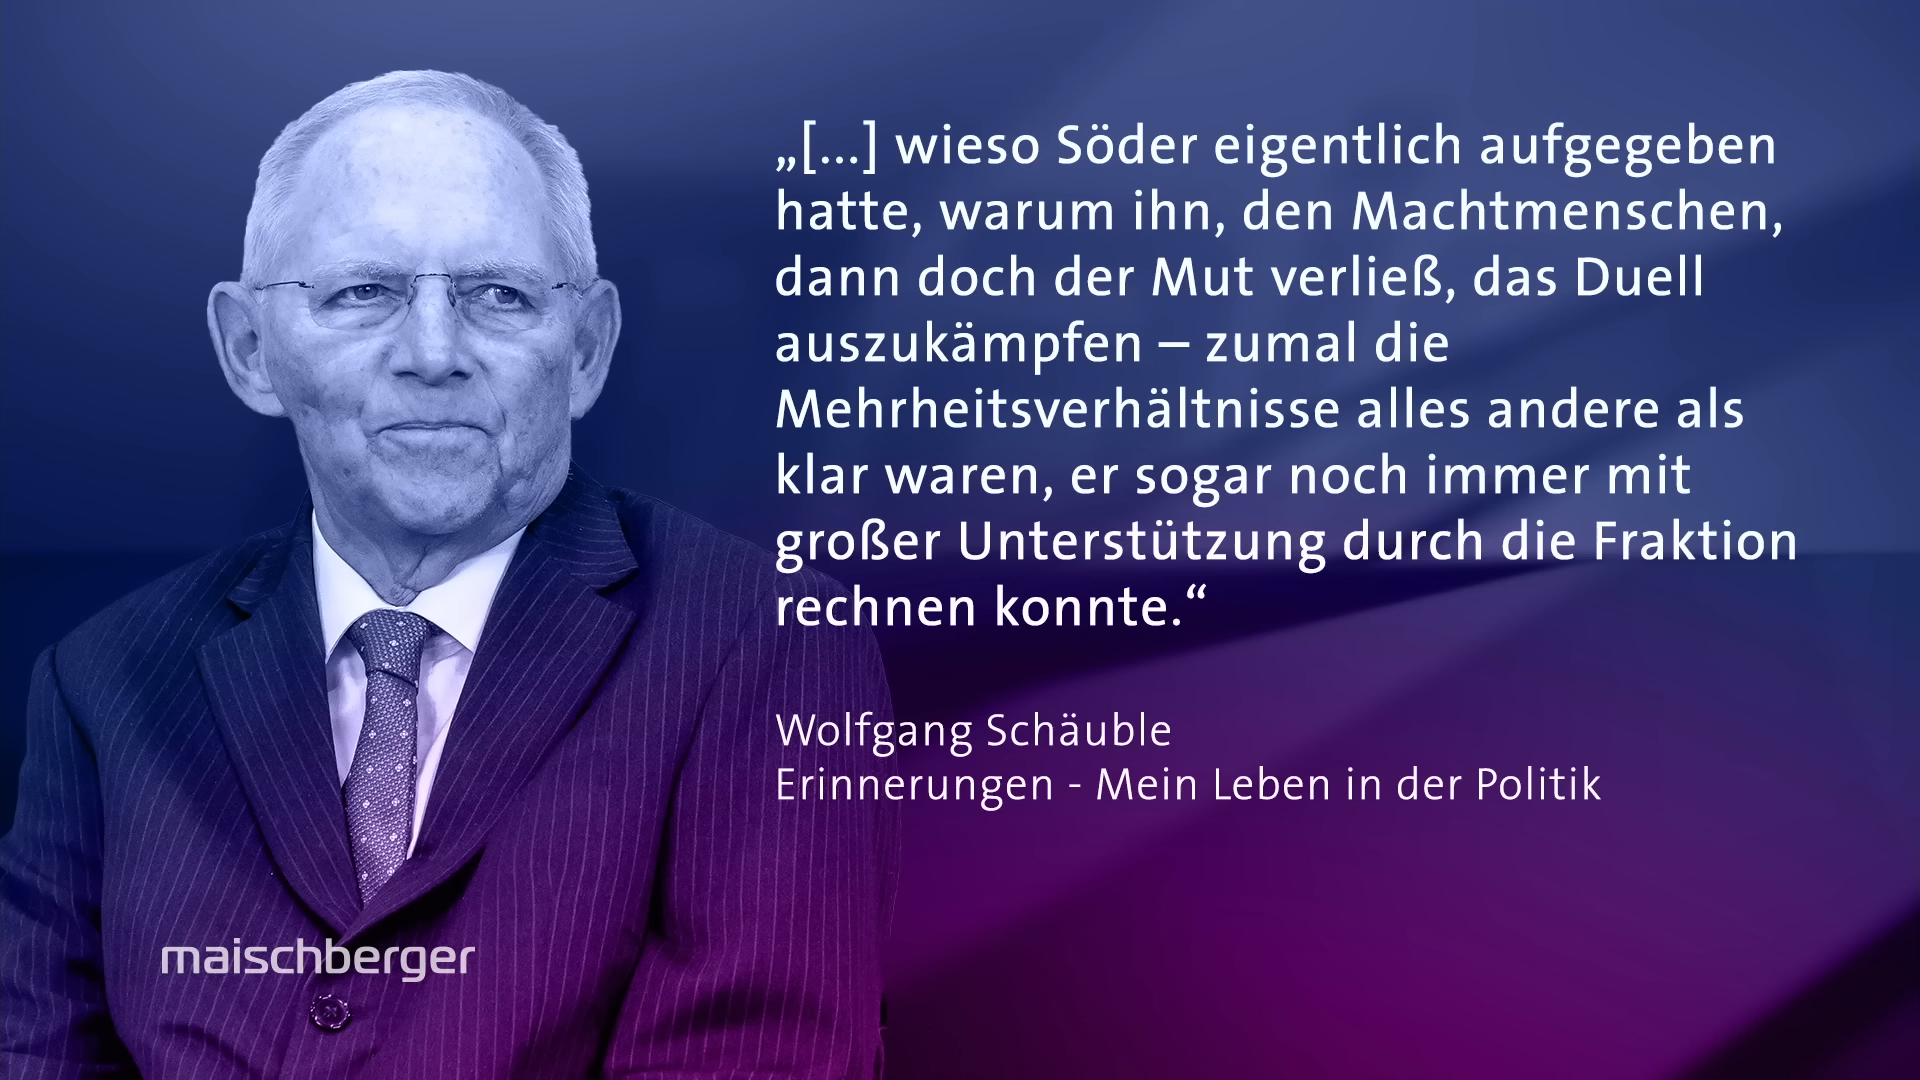 „[...] wieso Söder eigentlich aufgegeben
hatte, warum ihn, den Machtmenschen,
dann doch der Mut verließ, das Duell
auszukämpfen – zumal die
Mehrheitsverhältnisse alles andere als
klar waren, er sogar noch immer mit
großer Unterstützung durch die Fraktion
rechnen konnte.“
Wolfgang Schäuble
Erinnerungen - Mein Leben in der Politik
maischberger